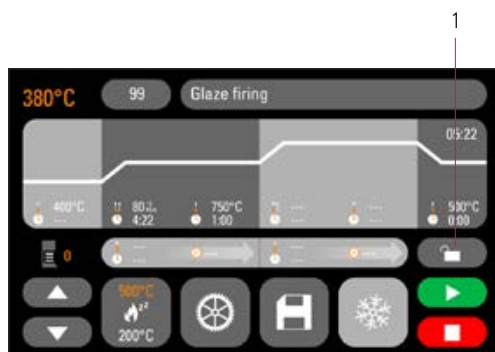 1
380°C 99 Glaze firing
05:22
400°C 80 750°C --- --- 500°C
--- 4:22 1:00 --- --- 0:00
0 --- --- --- ---
500°C
200°C